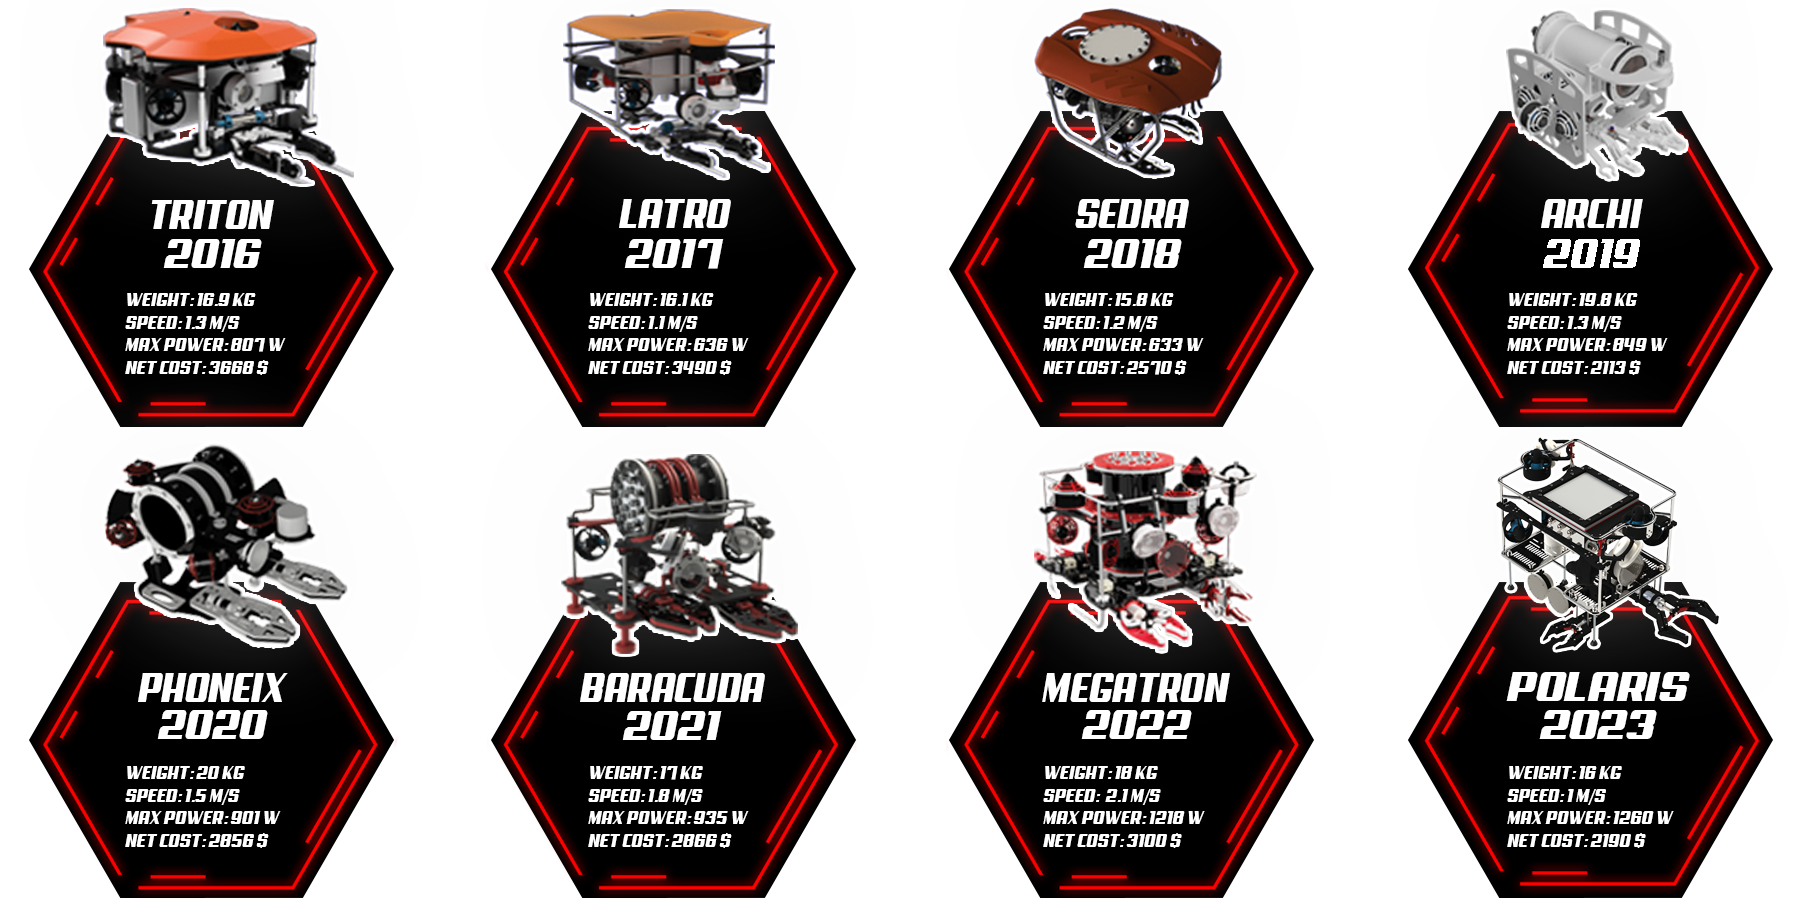 TRITON
2016
WEIGHT: 16.9 KG
SPEED: 1.3 M/S
MAX POWER: 807 W
NET COST: 3668 $
LATRO
2017
WEIGHT: 16.1 KG
SPEED: 1.1 M/S
MAX POWER: 636 W
NET COST: 3490 $
SEDRA
2018
WEIGHT: 15.8 KG
SPEED: 1.2 M/S
MAX POWER: 633 W
NET COST: 2570 $
ARCHI
2019
WEIGHT: 19.8 KG
SPEED: 1.3 M/S
MAX POWER: 849 W
NET COST: 2113 $
PHONEIX
2020
WEIGHT: 20 KG
SPEED: 1.5 M/S
MAX POWER: 901 W
NET COST: 2856 $
BARACUDA
2021
WEIGHT: 17 KG
SPEED: 1.8 M/S
MAX POWER: 935 W
NET COST: 2866 $
MEGATRON
2022
WEIGHT: 18 KG
SPEED: 2.1 M/S
MAX POWER: 1218 W
NET COST: 3100 $
POLARIS
2023
WEIGHT: 16 KG
SPEED: 1 M/S
MAX POWER: 1260 W
NET COST: 2190 $